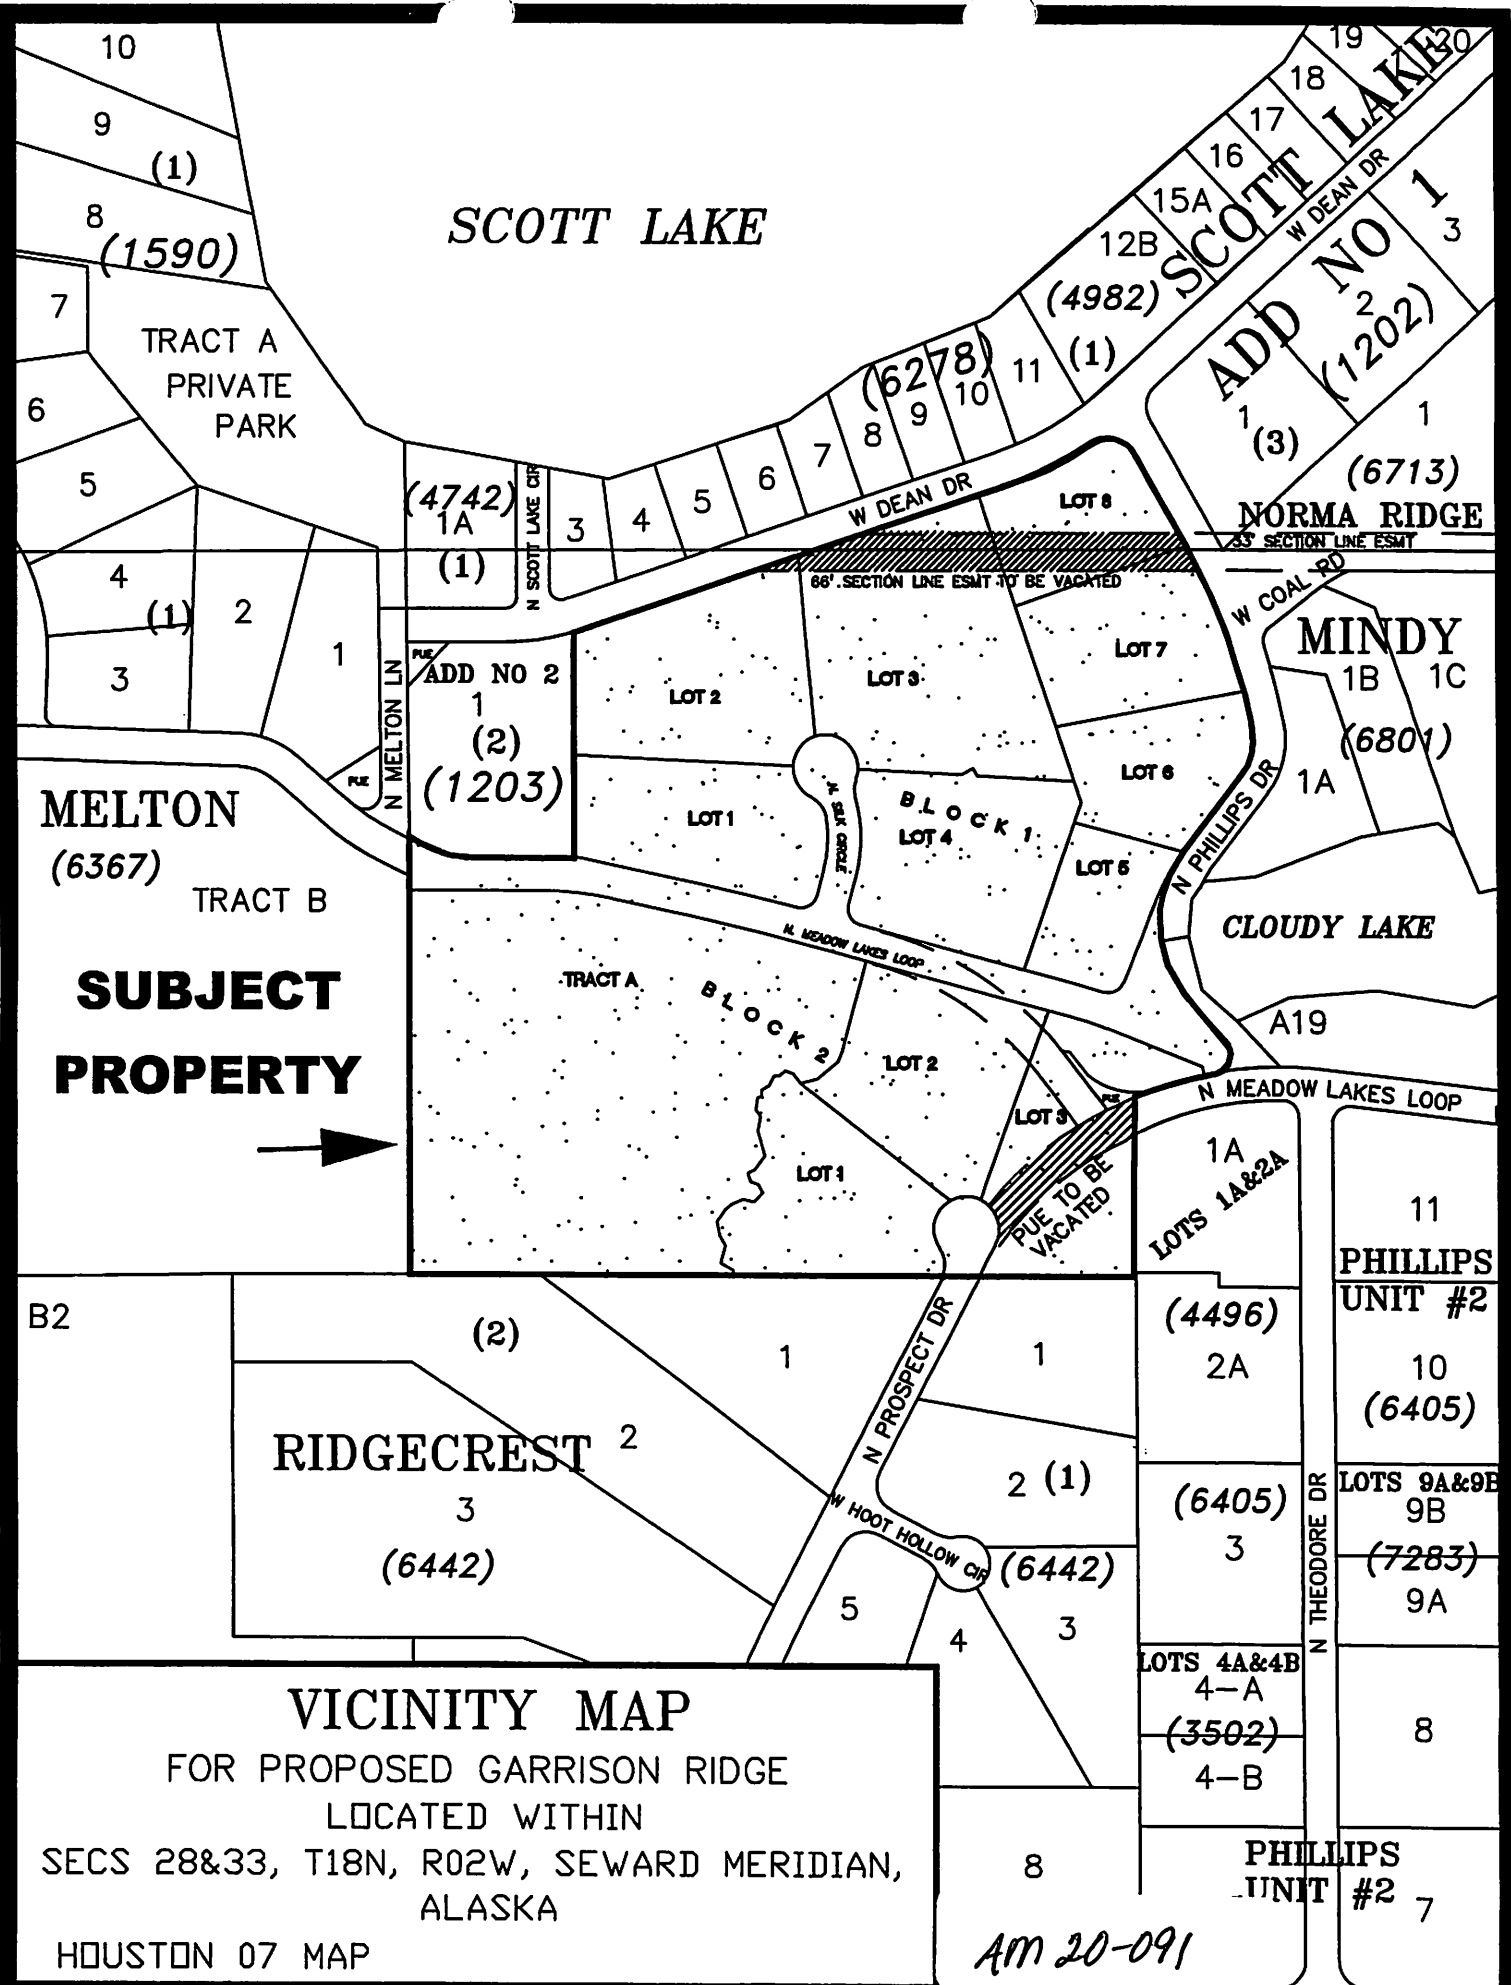 10
9
(1)
8
(1590)
7
TRACT A
PRIVATE
PARK
6
5
4
(1)
3
2
1
SCOTT LAKE
19
20
18
17
16
15A
12B
(4982)
(1)
SCOTT LAKE
W DEAN DR
ADD NO 1
3
2
(1202)
1
(3)
1
(6713)
NORMA RIDGE
33' SECTION LINE ESMT
(6278)
11
10
9
8
7
6
5
4
3
W DEAN DR
(4742)
1A
(1)
N SCOTT LAKE CIR
LOT 8
66' SECTION LINE ESMT TO BE VACATED
W COAL RD
MINDY
1B
1C
(6801)
1A
PUE
ADD NO 2
1
(2)
(1203)
N MELTON LN
PUE
LOT 2
LOT 3
LOT 7
LOT 6
LOT 1
BLOCK 1
LOT 4
LOT 5
N PHILLIPS DR
MELTON
(6367)
TRACT B
SUBJECT
PROPERTY
CLOUDY LAKE
N. MEADOW LAKES LOOP
TRACT A
BLOCK 2
LOT 2
LOT 3
LOT 1
PUE
PUE TO BE
VACATED
A19
N MEADOW LAKES LOOP
1A
LOTS 1A&2A
11
PHILLIPS
UNIT #2
B2
(2)
1
1
(4496)
2A
10
(6405)
N PROSPECT DR
RIDGECREST
2
3
(6442)
2 (1)
(6405)
3
N THEODORE DR
LOTS 9A&9B
9B
(7283)
9A
W HOOT HOLLOW CIR
(6442)
5
4
3
LOTS 4A&4B
4-A
(3502)
4-B
8
8
PHILLIPS
UNIT #2
7
VICINITY MAP
FOR PROPOSED GARRISON RIDGE
LOCATED WITHIN
SECS 28&33, T18N, R02W, SEWARD MERIDIAN,
ALASKA
HOUSTON 07 MAP
AM 20-091